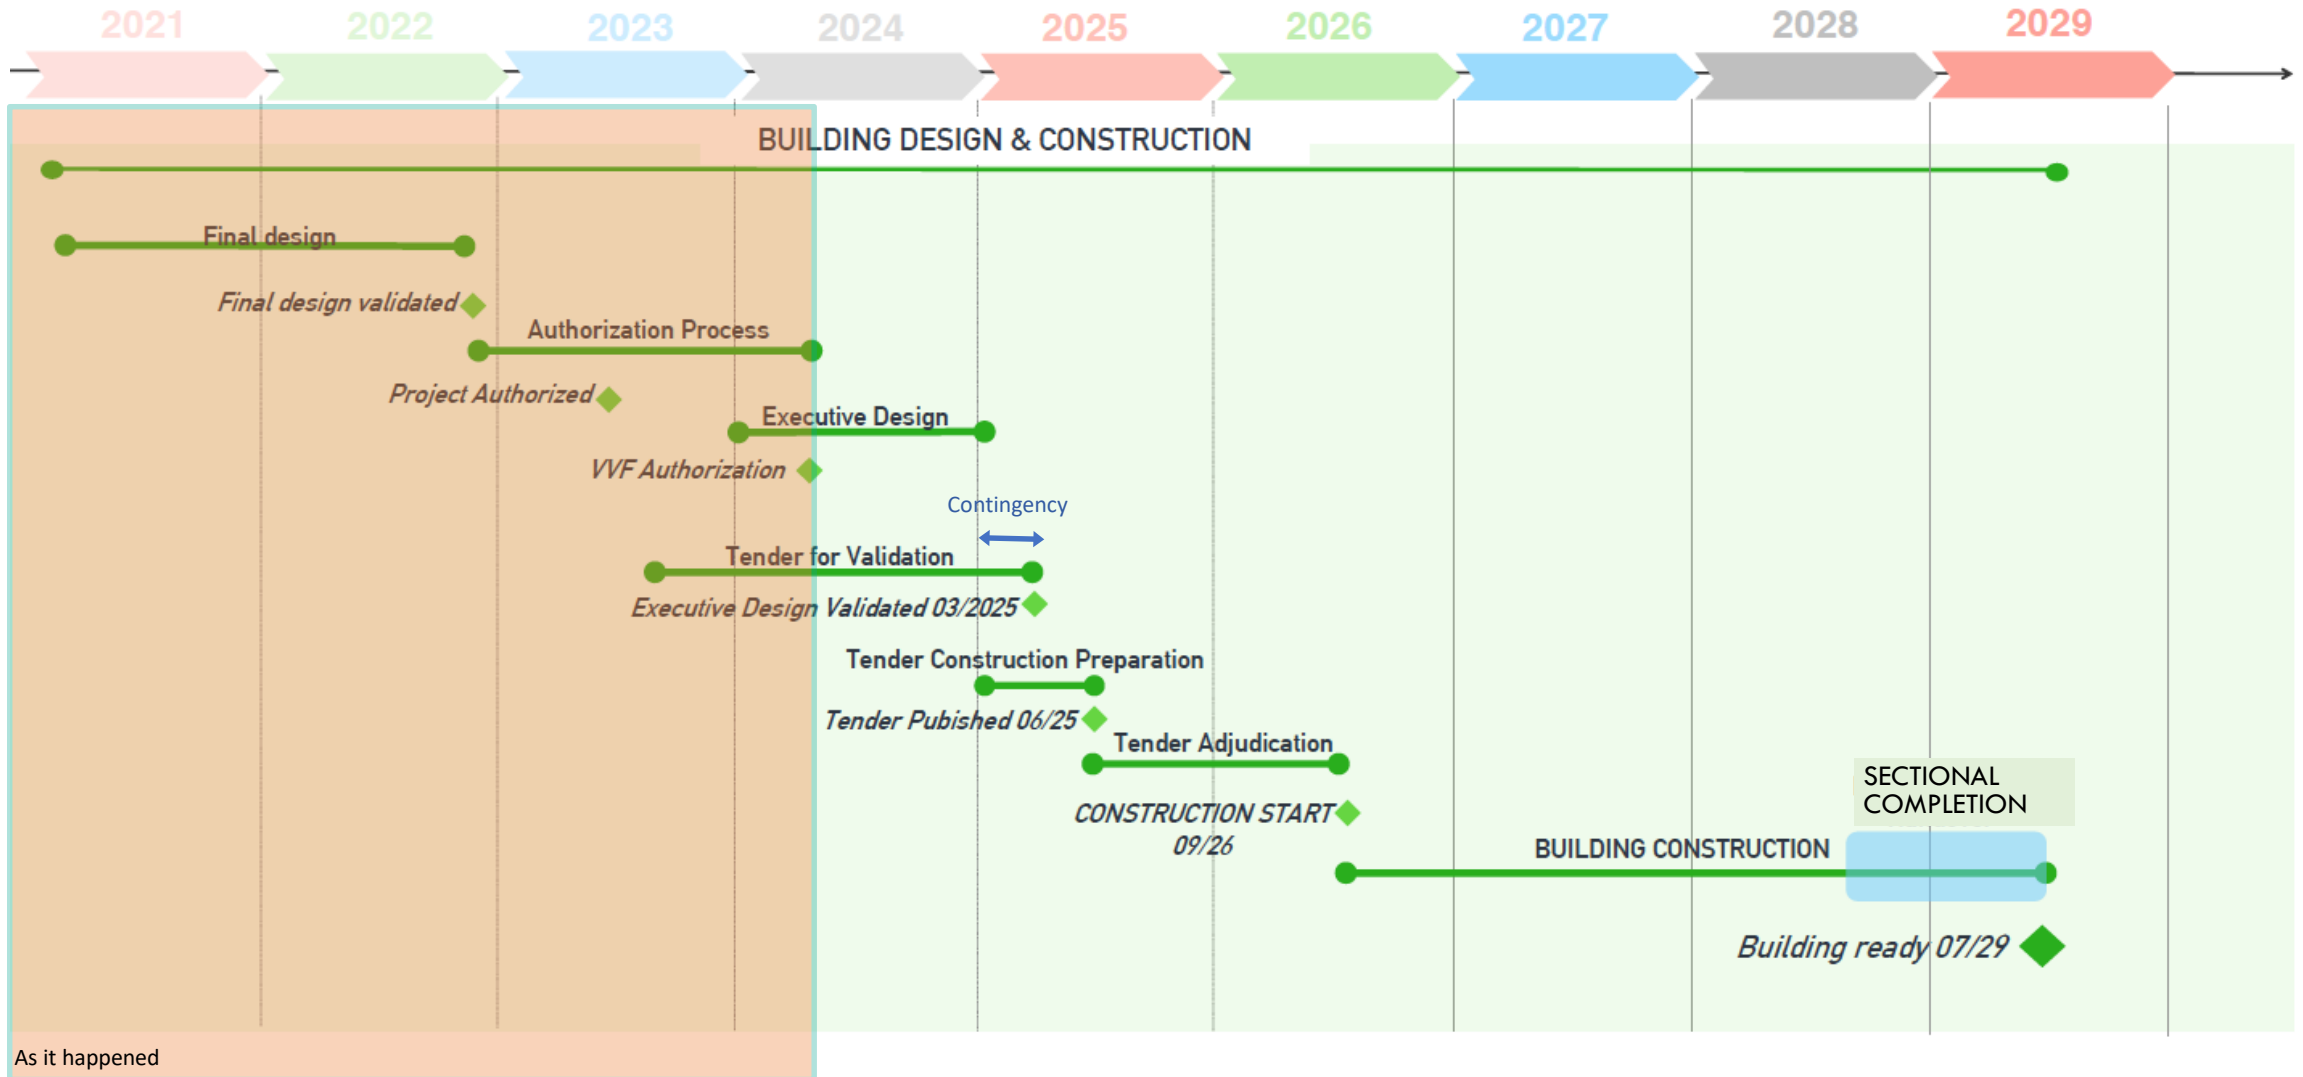 2021 2022 2023 2024 2025 2026 2027 2028 2029
BUILDING DESIGN & CONSTRUCTION
Final design
Final design validated
Authorization Process
Project Authorized
Executive Design
VVF Authorization
Contingency
Tender for Validation
Executive Design Validated 03/2025
Tender Construction Preparation
Tender Pubished 06/25
Tender Adjudication
SECTIONAL
COMPLETION
CONSTRUCTION START
09/26
BUILDING CONSTRUCTION
Building ready 07/29
As it happened